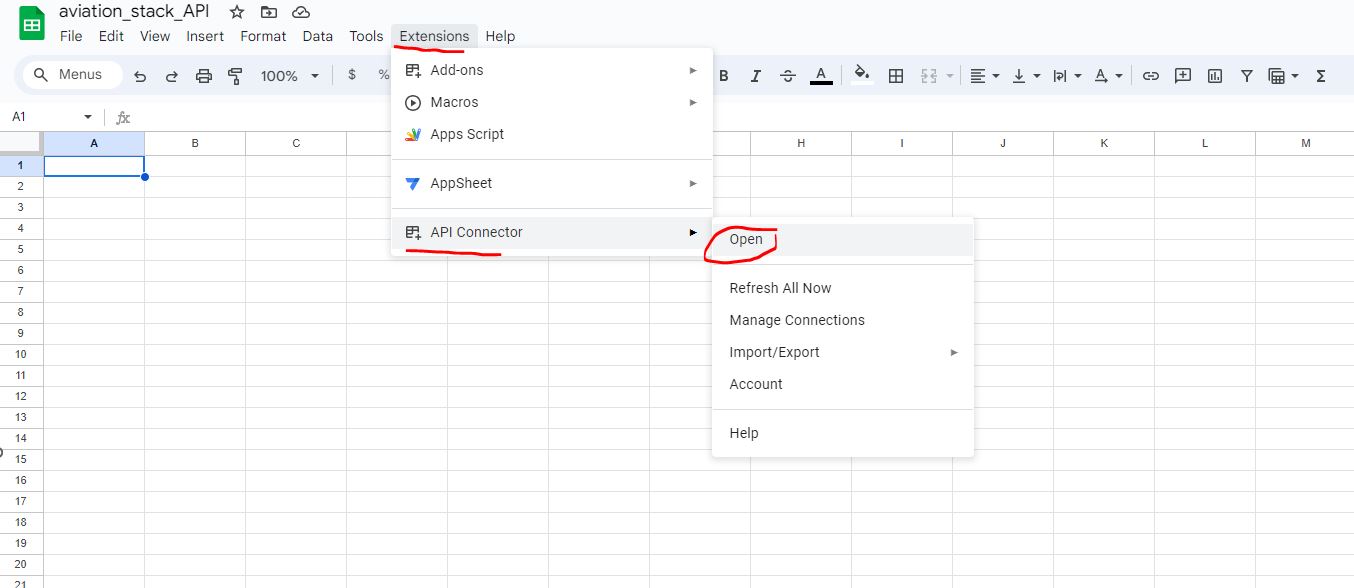 aviation_stack_API
File Edit View Insert Format Data Tools Extensions Help
Menus 100% $ % B I A Σ
A1 fx
A B C H I J K L M
Add-ons
Macros
Apps Script
AppSheet
API Connector
Open
Refresh All Now
Manage Connections
Import/Export
Account
Help
1
2
3
4
5
6
7
8
9
10
11
12
13
14
15
16
17
18
19
20
21